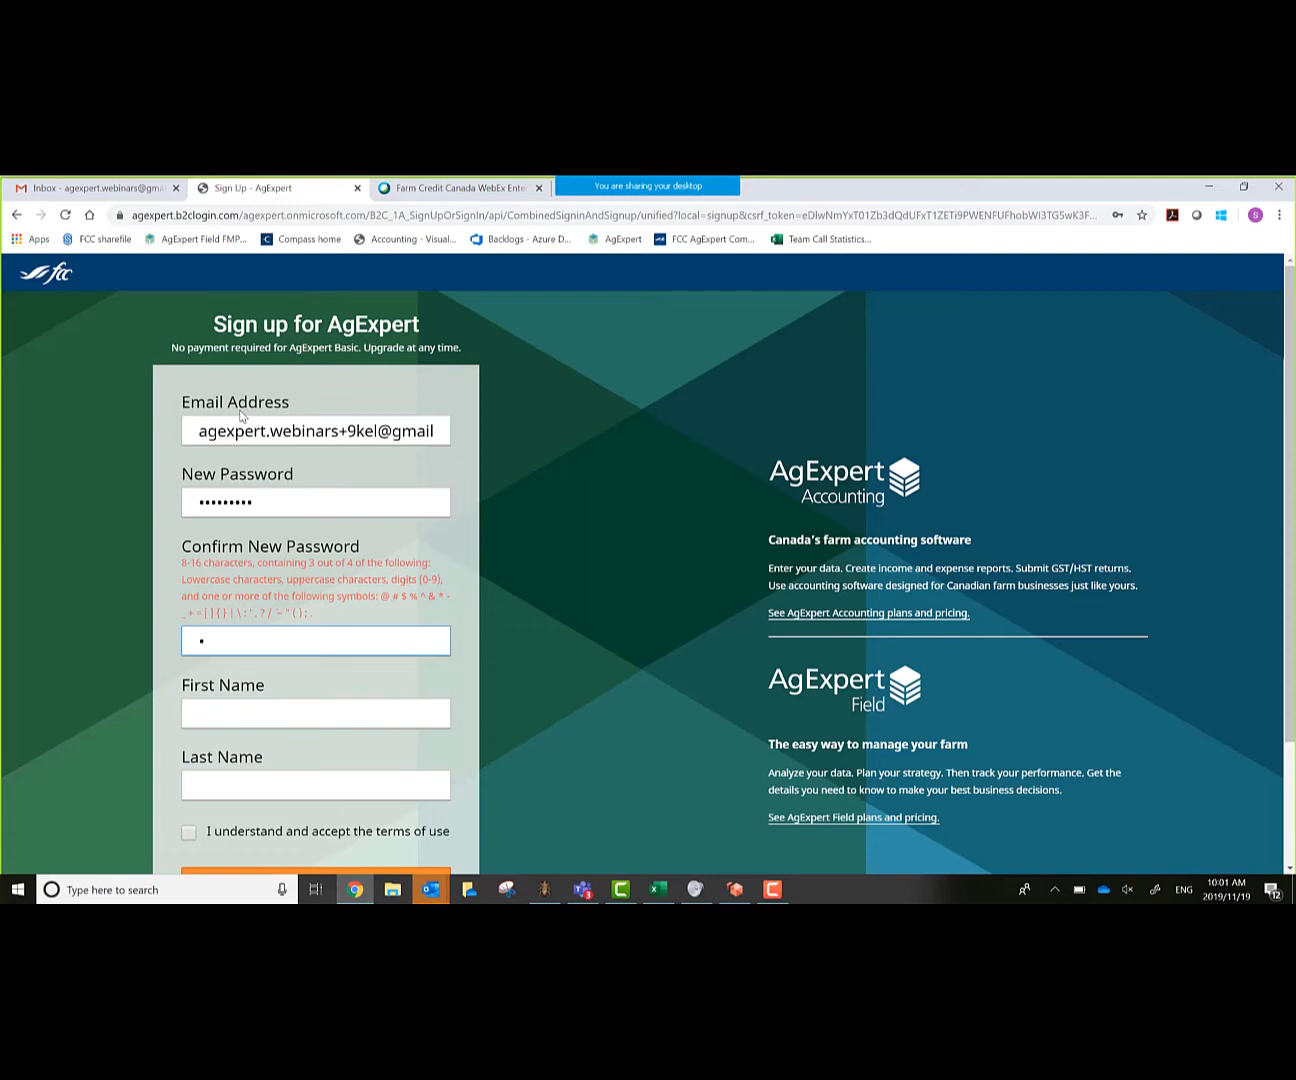 Inbox - agexpert.webinars@gm
Sign Up - AgExpert
Farm Credit Canada WebEx Ente
You are sharing your desktop
agexpert.b2clogin.com/agexpert.onmicrosoft.com/B2C_1A_SignUpOrSignIn/api/CombinedSigninAndSignup/unified?local=signup&csrf_token=
Apps
FCC sharefile
AgExpert Field FMP...
Compass home
Accounting - Visual...
Backlogs - Azure D...
AgExpert
FCC AgExpert Com...
Team Call Statistics...
fcc
Sign up for AgExpert
No payment required for AgExpert Basic. Upgrade at any time.
Email Address
agexpert.webinars+9kel@gmail
New Password
•••••••••
Confirm New Password
8-16 characters, containing 3 out of 4 of the following:
Lowercase characters, uppercase characters, digits (0-9),
and one or more of the following symbols: @ # $ % ^ & * -
_ + = [ ] { } | \ : ' , ? / ` ~ " ( ) ; .
•
First Name
Last Name
I understand and accept the terms of use
AgExpert
Accounting
Canada's farm accounting software
Enter your data. Create income and expense reports. Submit GST/HST returns.
Use accounting software designed for Canadian farm businesses just like yours.
See AgExpert Accounting plans and pricing.
AgExpert
Field
The easy way to manage your farm
Analyze your data. Plan your strategy. Then track your performance. Get the
details you need to know to make your best business decisions.
See AgExpert Field plans and pricing.
Type here to search
ENG
10:01 AM
2019/11/19
12